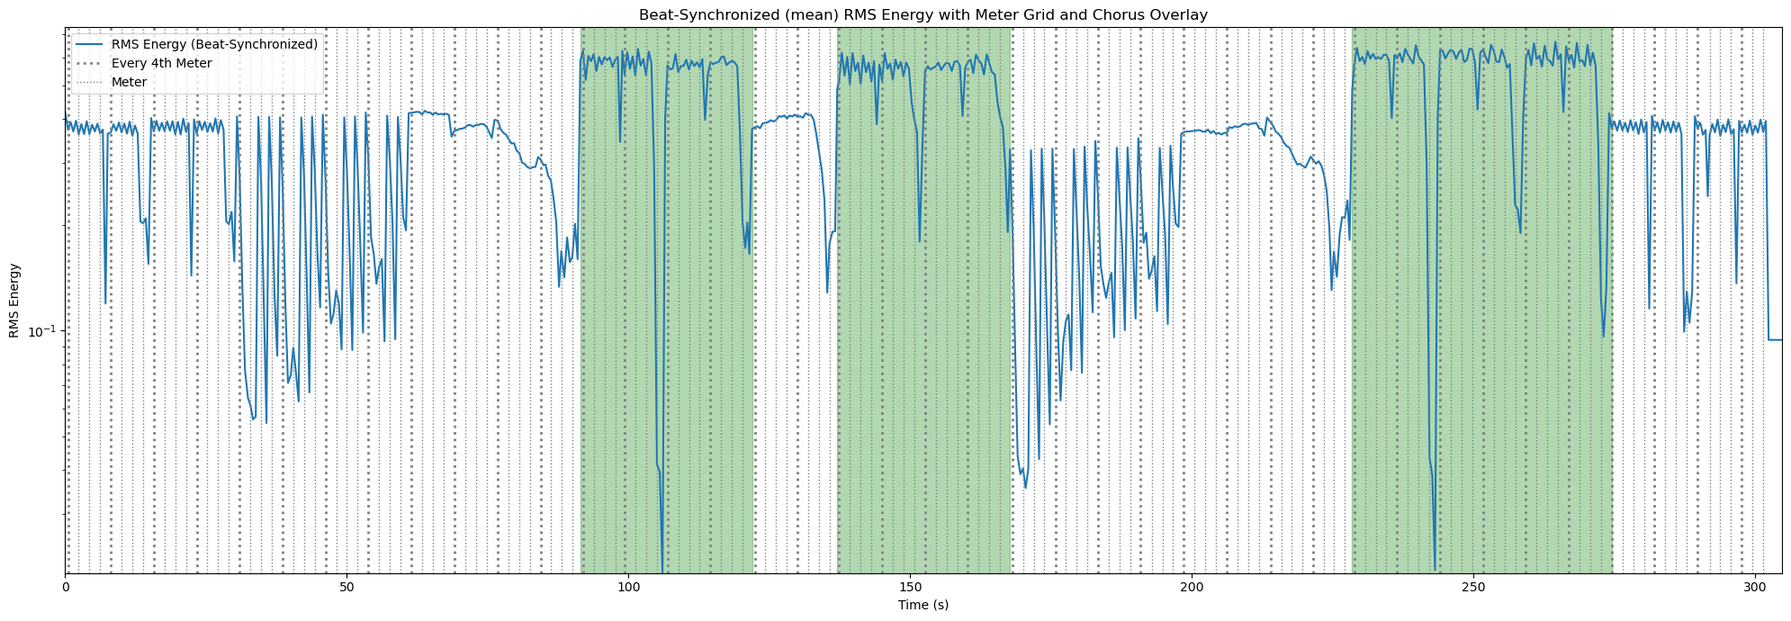 Beat-Synchronized (mean) RMS Energy with Meter Grid and Chorus Overlay
RMS Energy (Beat-Synchronized)
Every 4th Meter
Meter
RMS Energy
10⁻¹
0 50 100 150 200 250 300
Time (s)